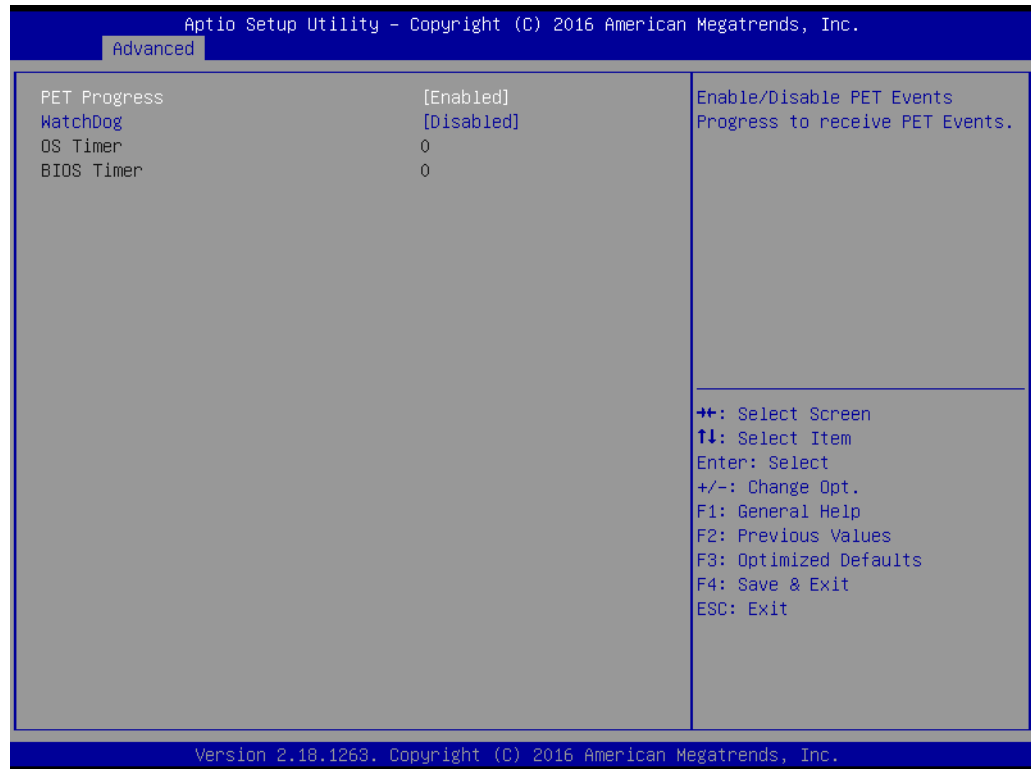 Aptio Setup Utility – Copyright (C) 2016 American Megatrends, Inc.
Advanced
PET Progress [Enabled]
WatchDog [Disabled]
OS Timer 0
BIOS Timer 0
Enable/Disable PET Events
Progress to receive PET Events.
→←: Select Screen
↑↓: Select Item
Enter: Select
+/-: Change Opt.
F1: General Help
F2: Previous Values
F3: Optimized Defaults
F4: Save & Exit
ESC: Exit
Version 2.18.1263. Copyright (C) 2016 American Megatrends, Inc.